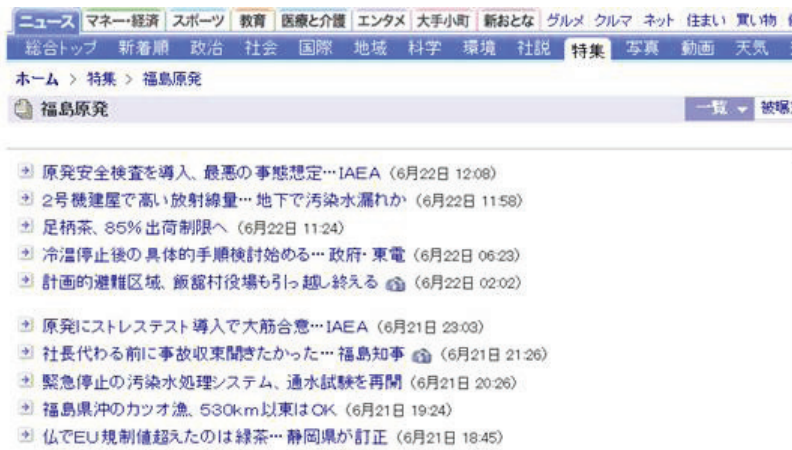 ニュース マネー・経済 スポーツ 教育 医療と介護 エンタメ 大手小町 新おとな グルメ クルマ ネット 住まい 買い物
総合トップ 新着順 政治 社会 国際 地域 科学 環境 社説 特集 写真 動画 天気
ホーム > 特集 > 福島原発
福島原発 一覧 被曝
原発安全検査を導入、最悪の事態想定…IAEA (6月22日 12:08)
2号機建屋で高い放射線量…地下で汚染水漏れか (6月22日 11:58)
足柄茶、85%出荷制限へ (6月22日 11:24)
冷温停止後の具体的手順検討始める…政府・東電 (6月22日 06:23)
計画的避難区域、飯舘村役場も引っ越し終える (6月22日 02:02)
原発にストレステスト導入で大筋合意…IAEA (6月21日 23:03)
社長代わる前に事故収束聞きたかった…福島知事 (6月21日 21:26)
緊急停止の汚染水処理システム、通水試験を再開 (6月21日 20:26)
福島県沖のカツオ漁、530km以東はOK (6月21日 19:24)
仏でEU規制値超えたのは緑茶…静岡県が訂正 (6月21日 18:45)